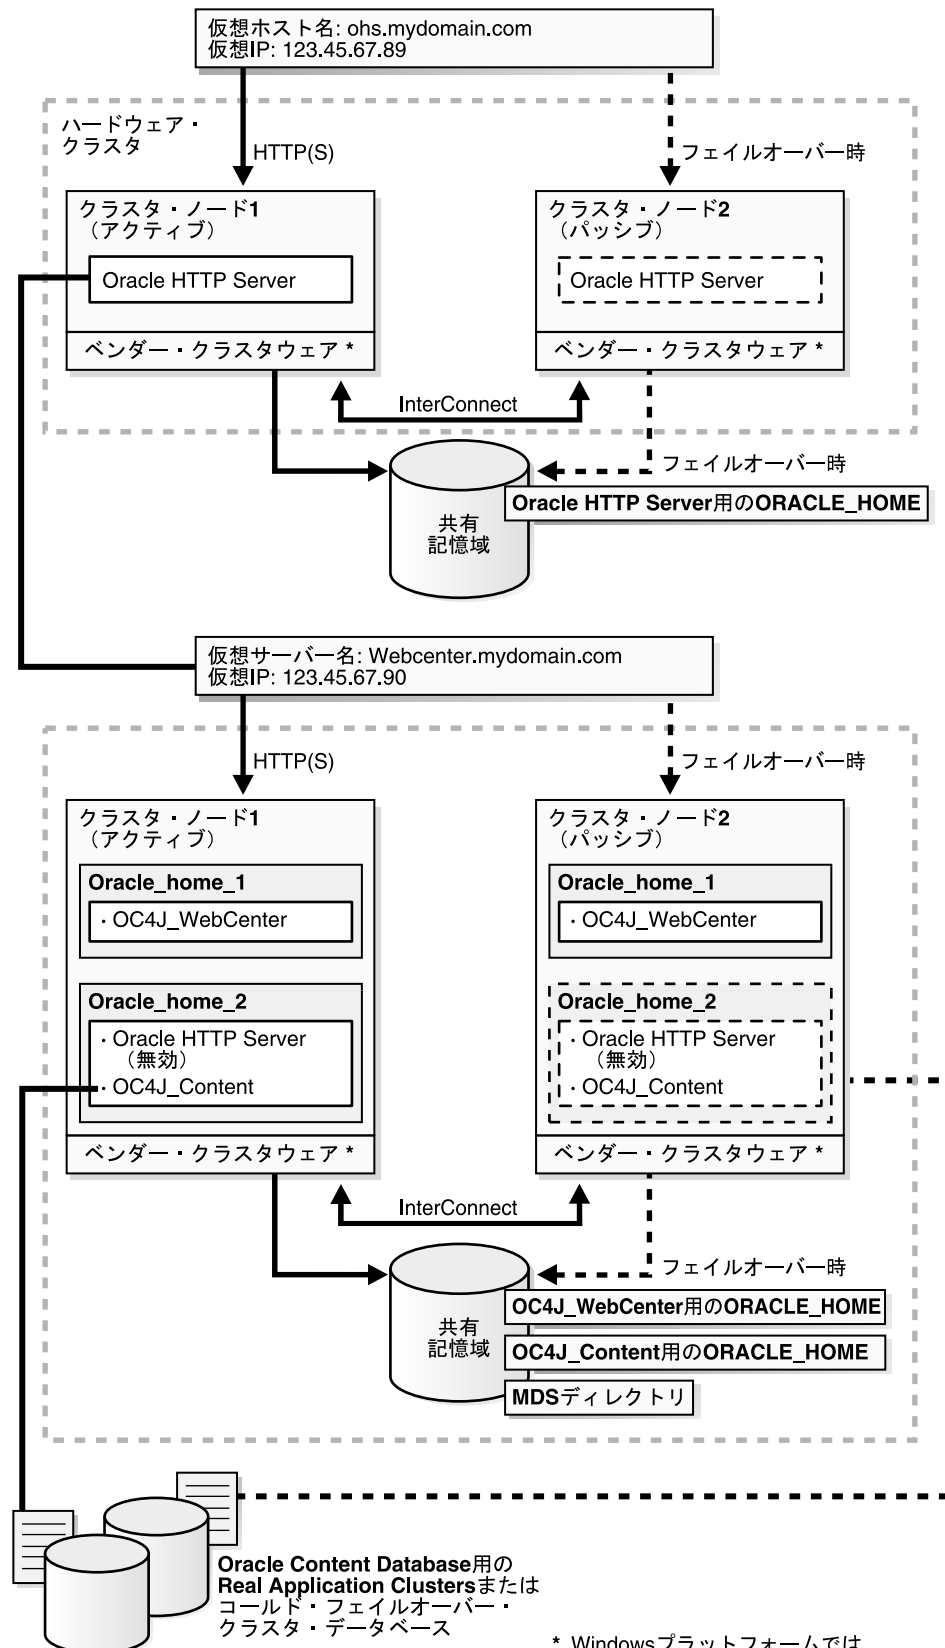 仮想ホスト名: ohs.mydomain.com
仮想IP: 123.45.67.89
ハードウェア・
クラスタ
HTTP(S)
フェイルオーバー時
クラスタ・ノード1
（アクティブ）
Oracle HTTP Server
ベンダー・クラスタウェア *
クラスタ・ノード2
（パッシブ）
Oracle HTTP Server
ベンダー・クラスタウェア *
InterConnect
フェイルオーバー時
共有
記憶域
Oracle HTTP Server用のORACLE_HOME
仮想サーバー名: Webcenter.mydomain.com
仮想IP: 123.45.67.90
HTTP(S)
フェイルオーバー時
クラスタ・ノード1
（アクティブ）
Oracle_home_1
・OC4J_WebCenter
Oracle_home_2
・Oracle HTTP Server
（無効）
・OC4J_Content
ベンダー・クラスタウェア *
クラスタ・ノード2
（パッシブ）
Oracle_home_1
・OC4J_WebCenter
Oracle_home_2
・Oracle HTTP Server
（無効）
・OC4J_Content
ベンダー・クラスタウェア *
InterConnect
フェイルオーバー時
共有
記憶域
OC4J_WebCenter用のORACLE_HOME
OC4J_Content用のORACLE_HOME
MDSディレクトリ
Oracle Content Database用の
Real Application Clustersまたは
コールド・フェイルオーバー・
クラスタ・データベース
* Windowsプラットフォームでは